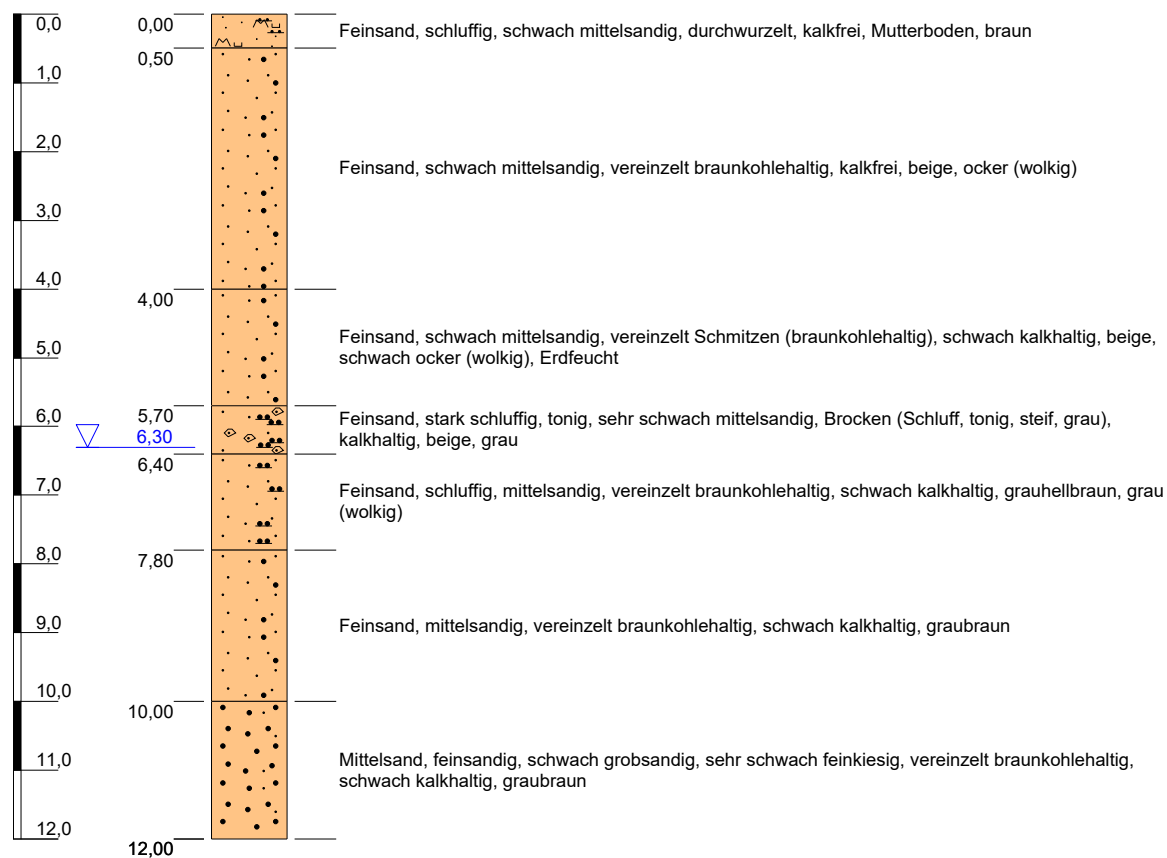 0,0 0,00
Feinsand, schluffig, schwach mittelsandig, durchwurzelt, kalkfrei, Mutterboden, braun
0,50
1,0
2,0
Feinsand, schwach mittelsandig, vereinzelt braunkohlehaltig, kalkfrei, beige, ocker (wolkig)
3,0
4,0
4,00
Feinsand, schwach mittelsandig, vereinzelt Schmitzen (braunkohlehaltig), schwach kalkhaltig, beige,
5,0
schwach ocker (wolkig), Erdfeucht
6,0 5,70
Feinsand, stark schluffig, tonig, sehr schwach mittelsandig, Brocken (Schluff, tonig, steif, grau),
6,30
kalkhaltig, beige, grau
6,40
7,0
Feinsand, schluffig, mittelsandig, vereinzelt braunkohlehaltig, schwach kalkhaltig, grauhellbraun, grau
(wolkig)
8,0
7,80
9,0
Feinsand, mittelsandig, vereinzelt braunkohlehaltig, schwach kalkhaltig, graubraun
10,0
10,00
11,0
Mittelsand, feinsandig, schwach grobsandig, sehr schwach feinkiesig, vereinzelt braunkohlehaltig,
schwach kalkhaltig, graubraun
12,0
12,00